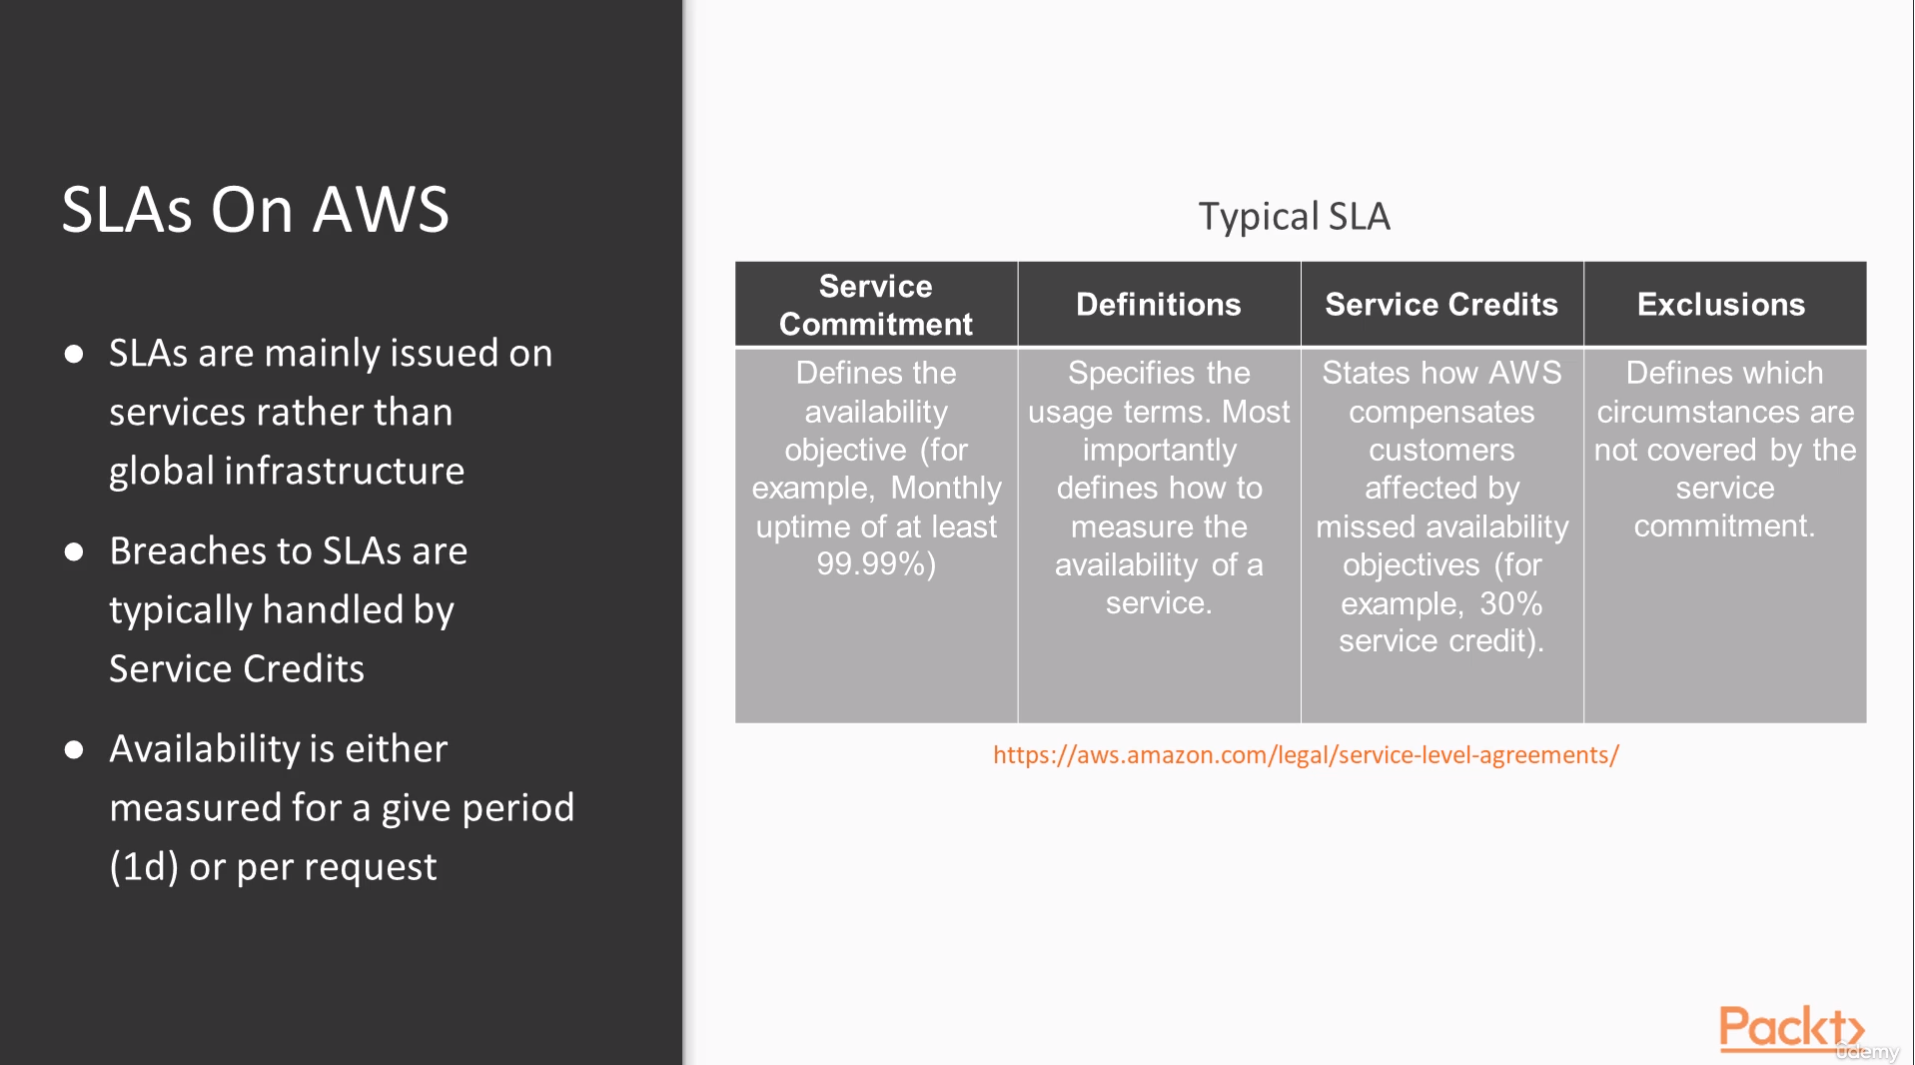 SLAs On AWS
● SLAs are mainly issued on
services rather than
global infrastructure
● Breaches to SLAs are
typically handled by
Service Credits
● Availability is either
measured for a give period
(1d) or per request
Typical SLA
Service
Commitment
Definitions
Service Credits
Exclusions
Defines the
availability
objective (for
example, Monthly
uptime of at least
99.99%)
Specifies the
usage terms. Most
importantly
defines how to
measure the
availability of a
service.
States how AWS
compensates
customers
affected by
missed availability
objectives (for
example, 30%
service credit).
Defines which
circumstances are
not covered by the
service
commitment.
https://aws.amazon.com/legal/service-level-agreements/
Packt>
ûdemy